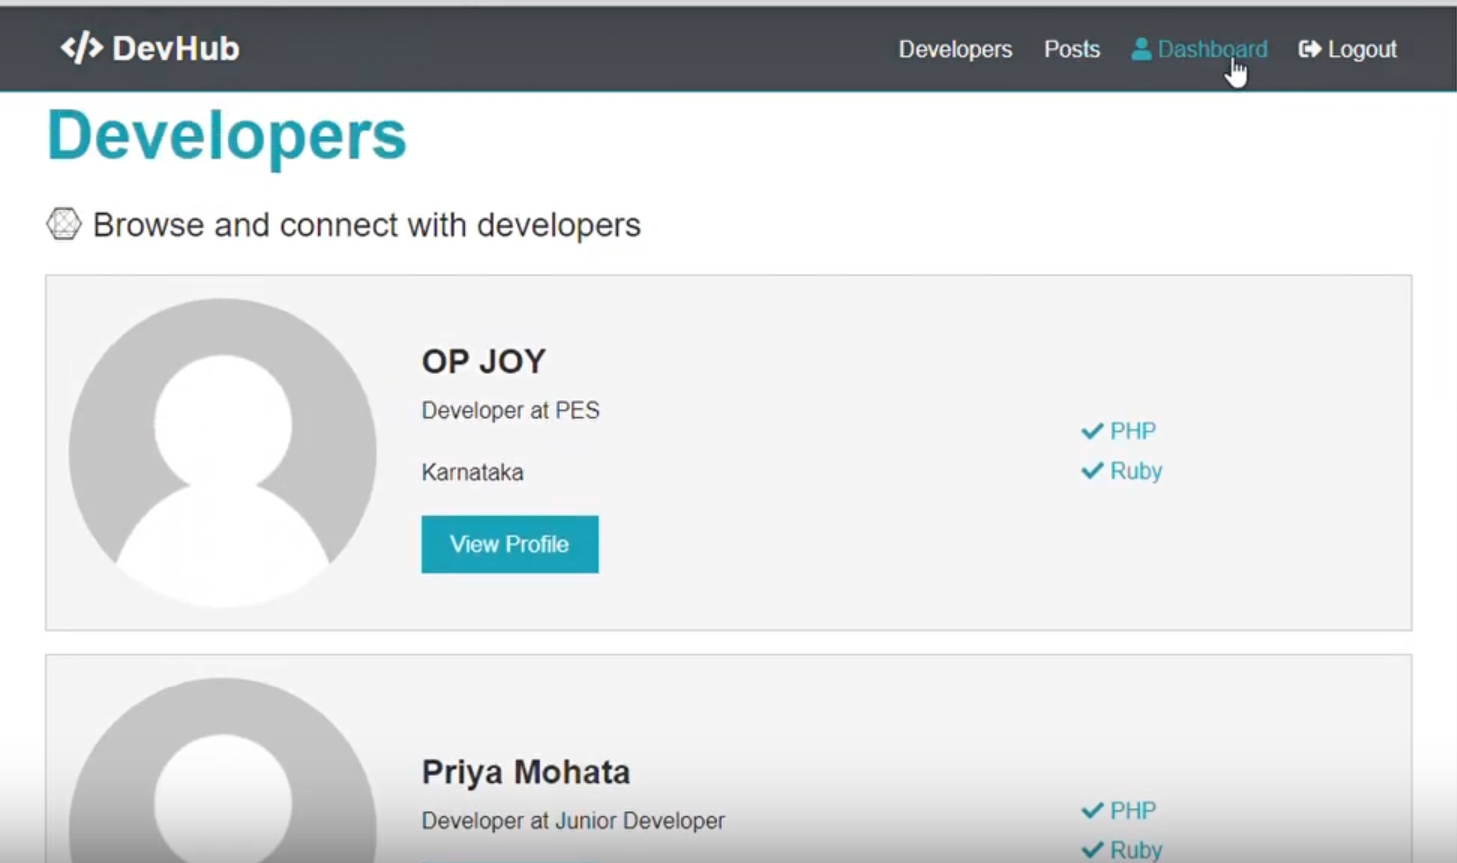 </> DevHub Developers Posts Dashboard Logout
Developers
Browse and connect with developers
OP JOY
Developer at PES
Karnataka
View Profile
PHP
Ruby
Priya Mohata
Developer at Junior Developer
PHP
Ruby